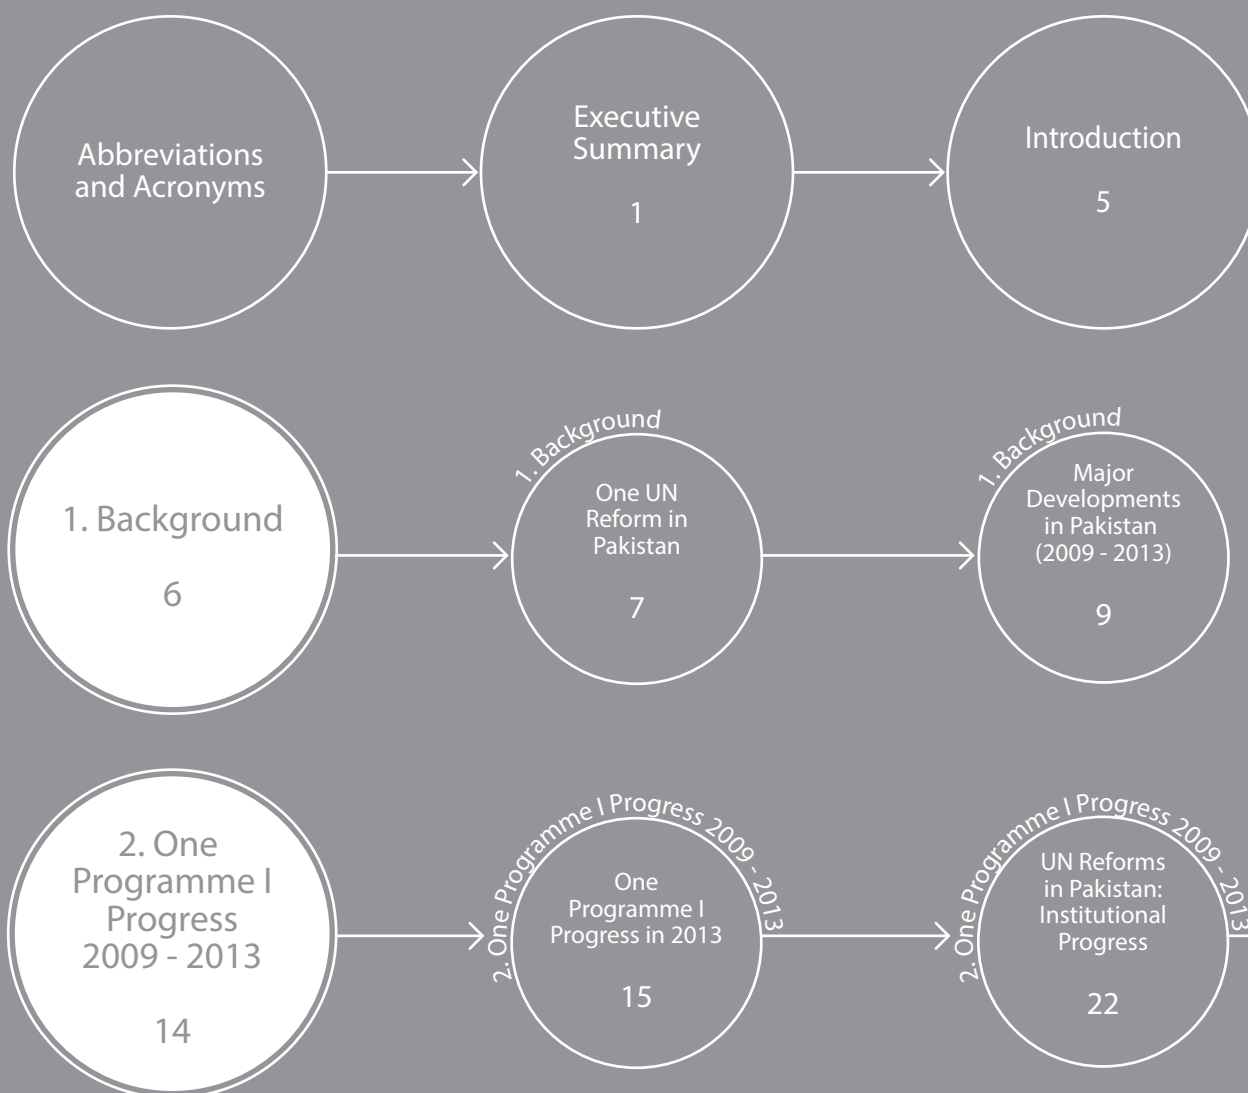 Abbreviations
and Acronyms
Executive
Summary
1
Introduction
5
1. Background
6
1. Background
One UN
Reform in
Pakistan
7
1. Background
Major
Developments
in Pakistan
(2009 - 2013)
9
2. One
Programme I
Progress
2009 - 2013
14
2. One Programme I Progress 2009 - 2013
One
Programme I
Progress in 2013
15
2. One Programme I Progress 2009 - 2013
UN Reforms
in Pakistan:
Institutional
Progress
22